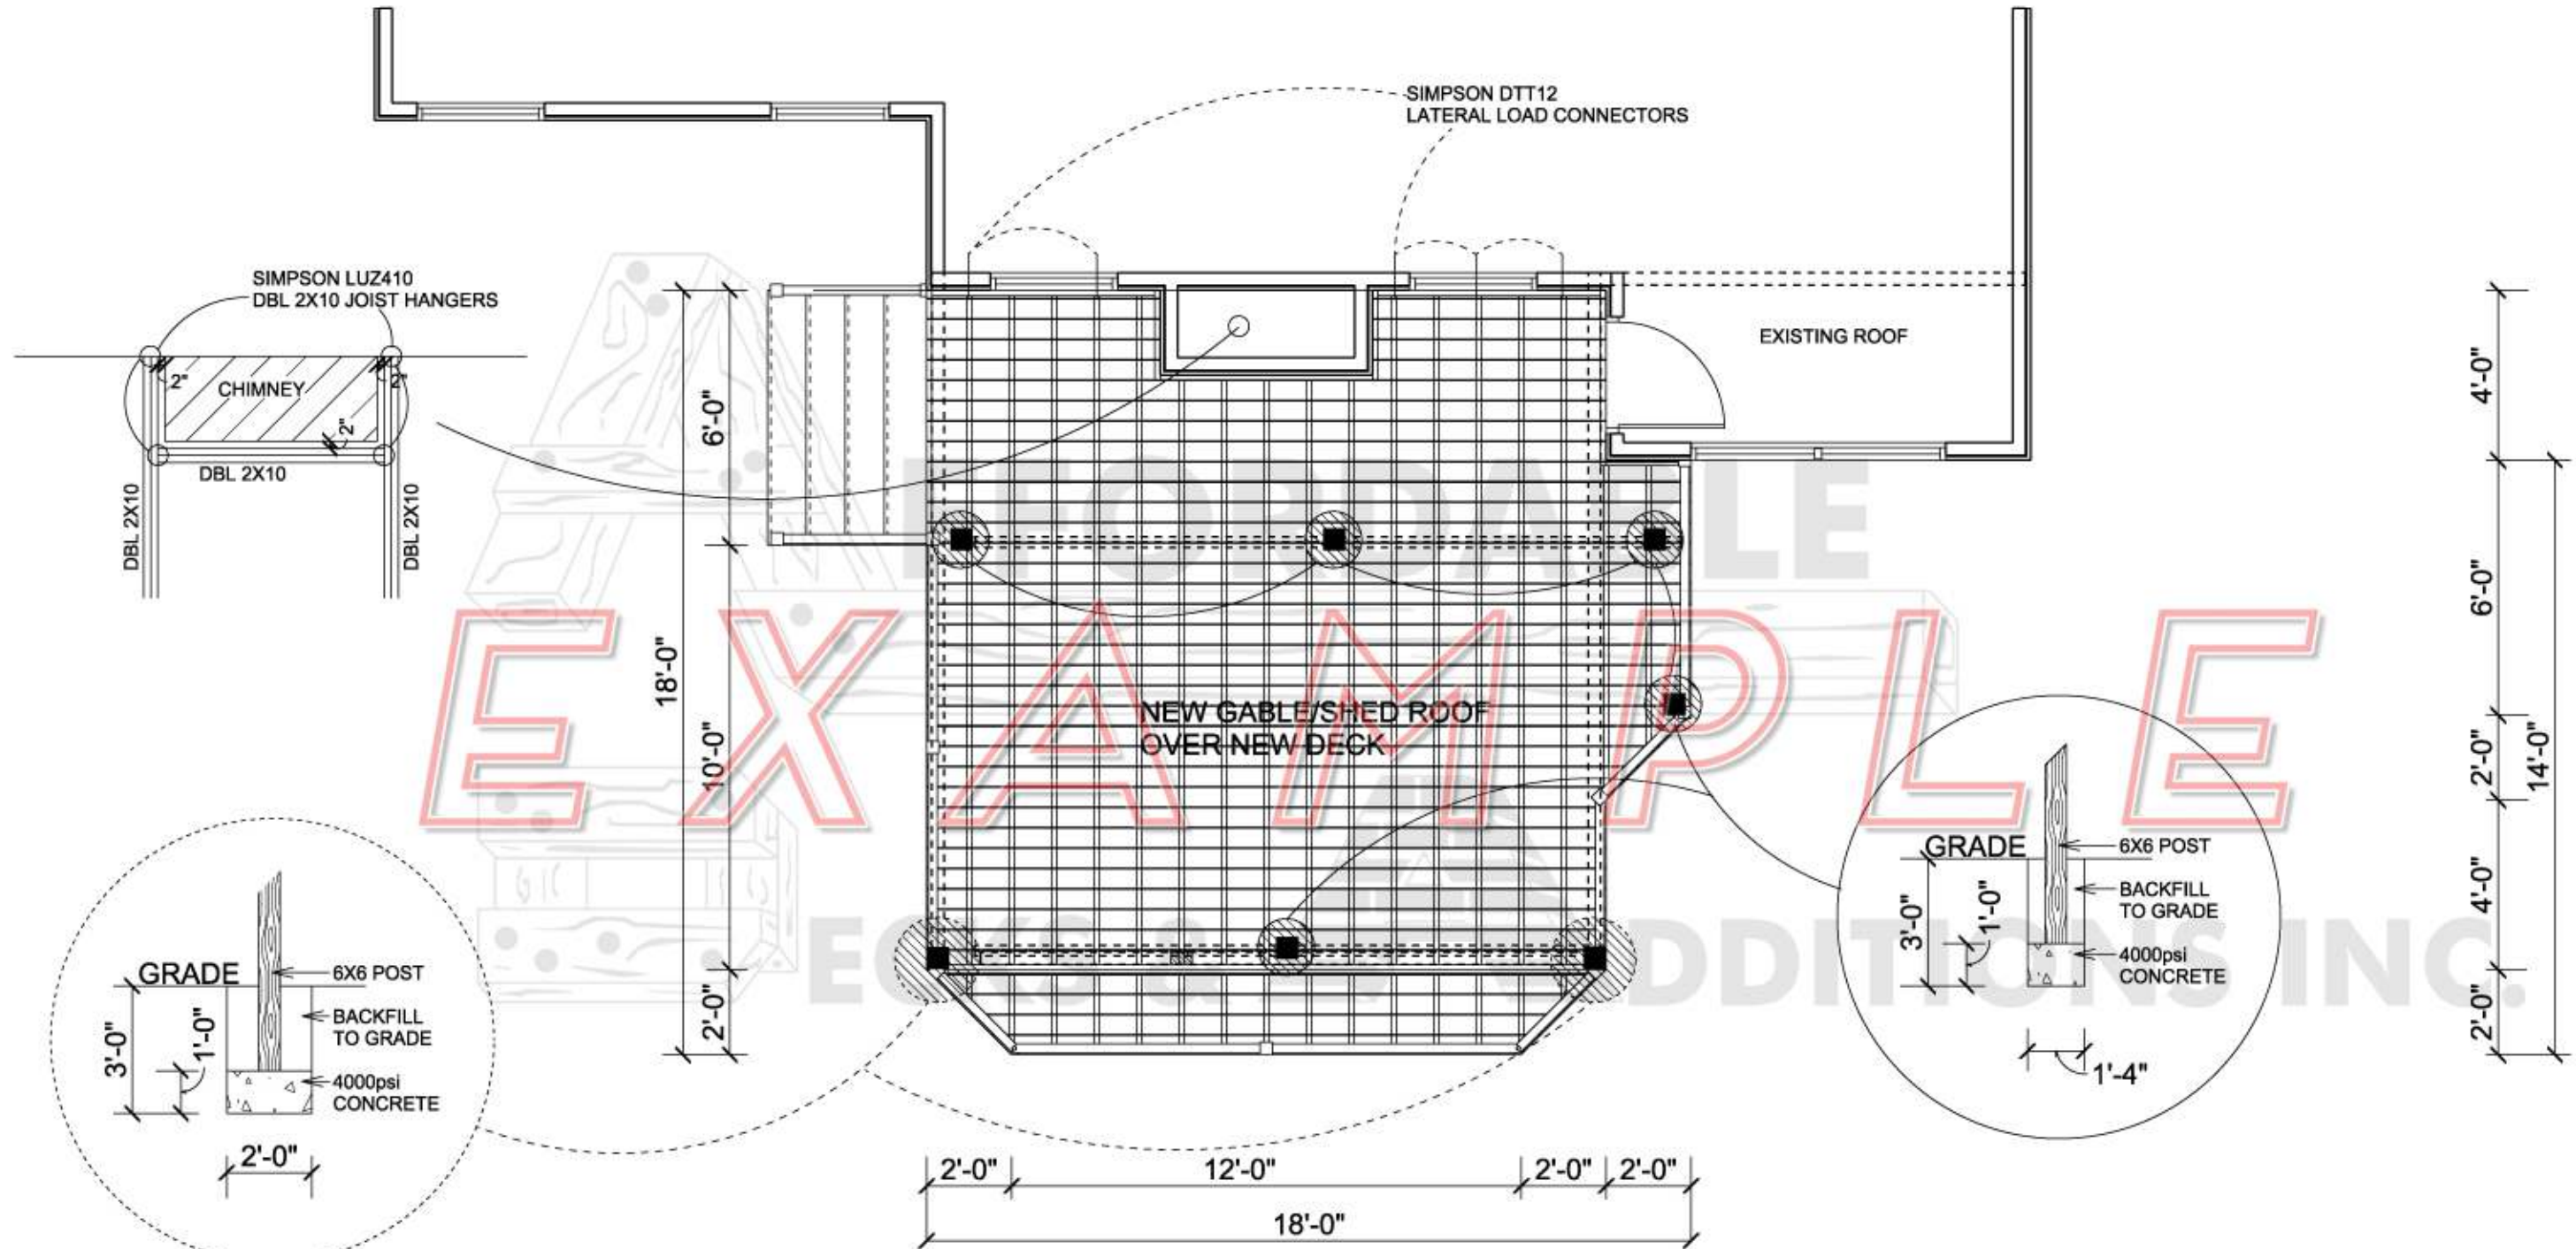 SIMPSON DTT12
LATERAL LOAD CONNECTORS
SIMPSON LUZ410
DBL 2X10 JOIST HANGERS
2"
2"
CHIMNEY
2"
DBL 2X10
DBL 2X10
DBL 2X10
EXISTING ROOF
6'-0"
18'-0"
10'-0"
2'-0"
4'-0"
6'-0"
2'-0"
14'-0"
4'-0"
2'-0"
NEW GABLE/SHED ROOF
OVER NEW DECK
EXAMPLE
AFFORDABLE
DECKS & ADDITIONS INC.
GRADE
6X6 POST
BACKFILL
TO GRADE
4000psi
CONCRETE
3'-0"
1'-0"
2'-0"
GRADE
6X6 POST
BACKFILL
TO GRADE
4000psi
CONCRETE
3'-0"
1'-0"
1'-4"
2'-0"
12'-0"
2'-0"
2'-0"
18'-0"